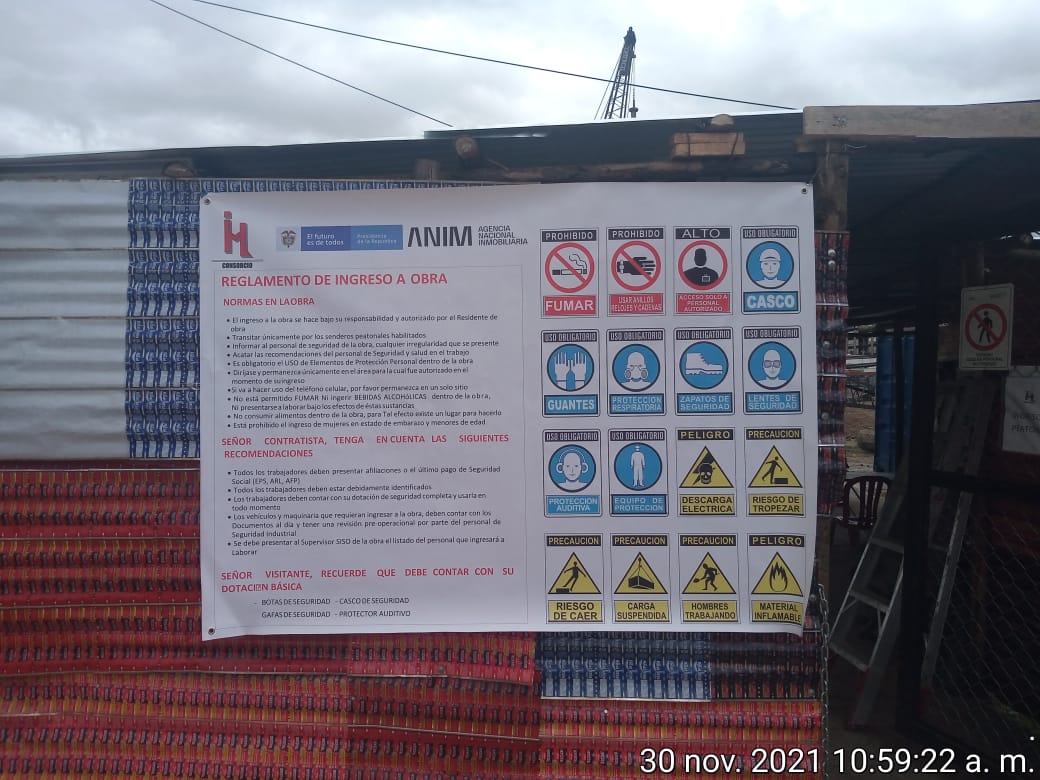 CONSORCIO
El futuro
es de todos
Presidencia
de la República
ANIM
AGENCIA
NACIONAL
INMOBILIARIA
REGLAMENTO DE INGRESO A OBRA
NORMAS EN LA OBRA
• El ingreso a la obra se hace bajo su responsabilidad y autorizado por el Residente de
obra
• Transitar únicamente por los senderos peatonales habilitados
• Informar al personal de seguridad de la obra, cualquier irregularidad que se presente
• Acatar las recomendaciones del personal de Seguridad y salud en el trabajo
• Es obligatorio el USO de Elementos de Protección Personal dentro de la obra
• Diríjase y permanezca únicamente en el área para la cual fue autorizado en el
momento de su ingreso
• Si va a hacer uso del teléfono celular, por favor permanezca en un solo sitio
• No está permitido FUMAR Ni ingerir BEBIDAS ALCOHÓLICAS dentro de la obra,
Ni presentarse a laborar bajo los efectos de éstas sustancias
• No consumir alimentos dentro de la obra, para Tal efecto existe un lugar para hacerlo
• Está prohibido el ingreso de mujeres en estado de embarazo y menores de edad
SEÑOR CONTRATISTA, TENGA EN CUENTA LAS SIGUIENTES
RECOMENDACIONES
• Todos los trabajadores deben presentar afiliaciones o el último pago de Seguridad
Social (EPS, ARL, AFP)
• Todos los trabajadores deben estar debidamente identificados
• Los trabajadores deben contar con su dotación de seguridad completa y usarla en
todo momento
• Los vehículos y maquinaria que requieran ingresar a la obra, deben contar con los
Documentos al día y tener una revisión pre-operacional por parte del personal de
Seguridad Industrial
• Se debe presentar al Supervisor SISO de la obra el listado del personal que ingresará a
Laborar
SEÑOR VISITANTE, RECUERDE QUE DEBE CONTAR CON SU
DOTACIÓN BÁSICA
- BOTAS DE SEGURIDAD - CASCO DE SEGURIDAD
GAFAS DE SEGURIDAD - PROTECTOR AUDITIVO
PROHIBIDO
FUMAR
PROHIBIDO
USAR ANILLOS
RELOJES Y CADENAS
ALTO
ACCESO SOLO A
PERSONAL
AUTORIZADO
USO OBLIGATORIO
CASCO
USO OBLIGATORIO
GUANTES
USO OBLIGATORIO
PROTECCION
RESPIRATORIA
USO OBLIGATORIO
ZAPATOS DE
SEGURIDAD
USO OBLIGATORIO
LENTES DE
SEGURIDAD
USO OBLIGATORIO
PROTECCION
AUDITIVA
USO OBLIGATORIO
EQUIPO DE
PROTECCION
PELIGRO
DESCARGA
ELECTRICA
PRECAUCION
RIESGO DE
TROPEZAR
PRECAUCION
RIESGO
DE CAER
PRECAUCION
CARGA
SUSPENDIDA
PRECAUCION
HOMBRES
TRABAJANDO
PELIGRO
MATERIAL
INFLAMABLE
30 nov. 2021 10:59:22 a. m.